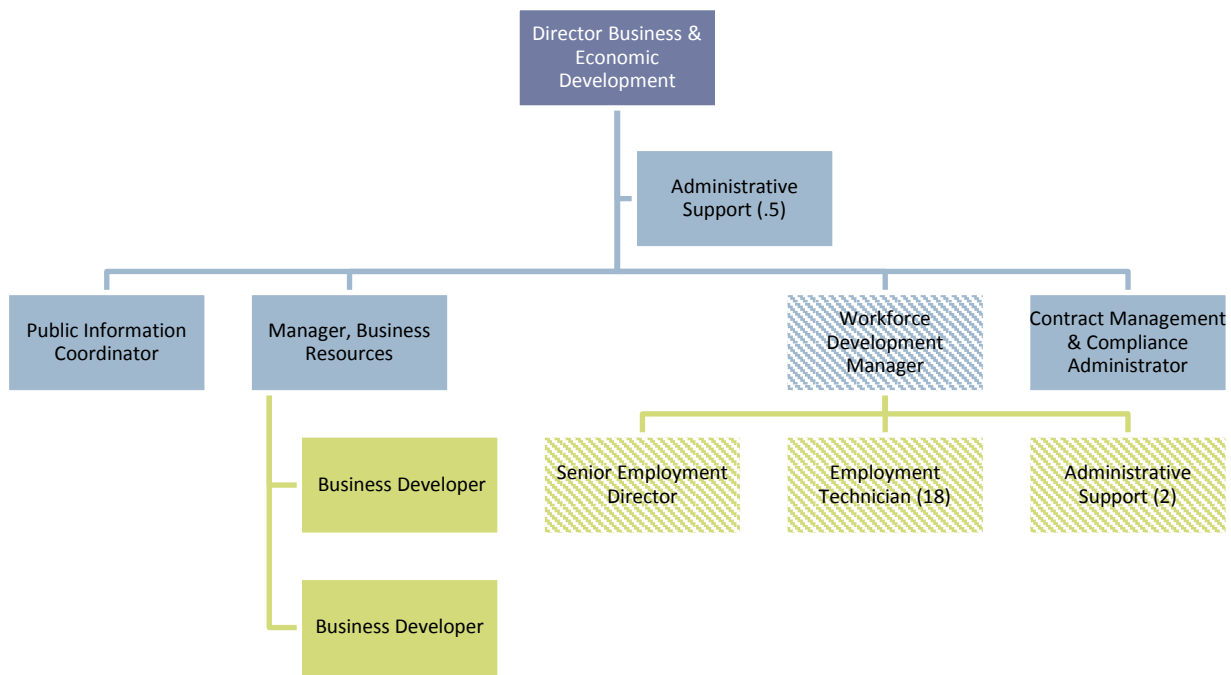 Director Business &
Economic
Development
Administrative
Support (.5)
Public Information
Coordinator
Manager, Business
Resources
Workforce
Development
Manager
Contract Management
& Compliance
Administrator
Business Developer
Senior Employment
Director
Employment
Technician (18)
Administrative
Support (2)
Business Developer